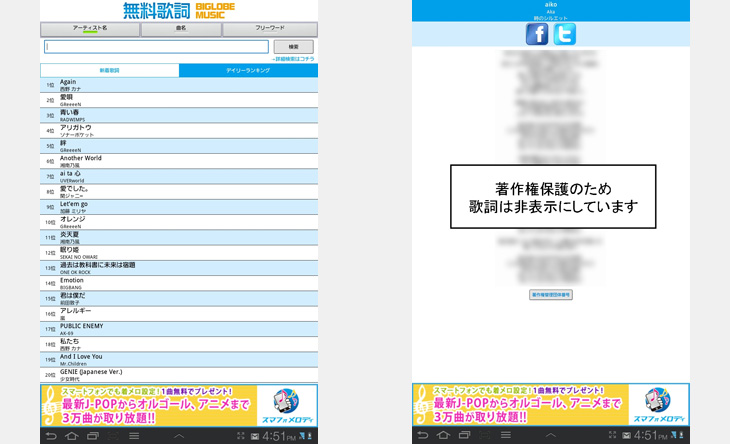 無料歌詞 BIGLOBE MUSIC
アーティスト名 曲名 フリーワード
検索
詳細検索はコチラ
新着歌詞 デイリーランキング
1位 Again
西野 カナ
2位 愛唄
GReeeeN
3位 青い春
RADWIMPS
4位 アリガトウ
ソナーポケット
5位 絆
GReeeeN
6位 Another World
湘南乃風
7位 ai ta 心
UVERworld
8位 愛でした。
関ジャニ∞
9位 Let'em go
加藤 ミリヤ
10位 オレンジ
GReeeeN
11位 炎天夏
湘南乃風
12位 眠り姫
SEKAI NO OWARI
13位 過去は教科書に未来は宿題
ONE OK ROCK
14位 Emotion
BIGBANG
15位 君は僕だ
前田敦子
16位 アレルギー
嵐
17位 PUBLIC ENEMY
AK-69
18位 私たち
西野 カナ
19位 And I Love You
Mr.Children
20位 GENIE (Japanese Ver.)
少女時代
スマートフォンでも着メロ設定！1曲無料でプレゼント！
最新J-POPからオルゴール、アニメまで
3万曲が取り放題!!
スマフォメロディ
4:51PM
aiko
Aka
時のシルエット
著作権保護のため
歌詞は非表示にしています
著作権管理団体番号
スマートフォンでも着メロ設定！1曲無料でプレゼント！
最新J-POPからオルゴール、アニメまで
3万曲が取り放題!!
スマフォメロディ
4:51PM